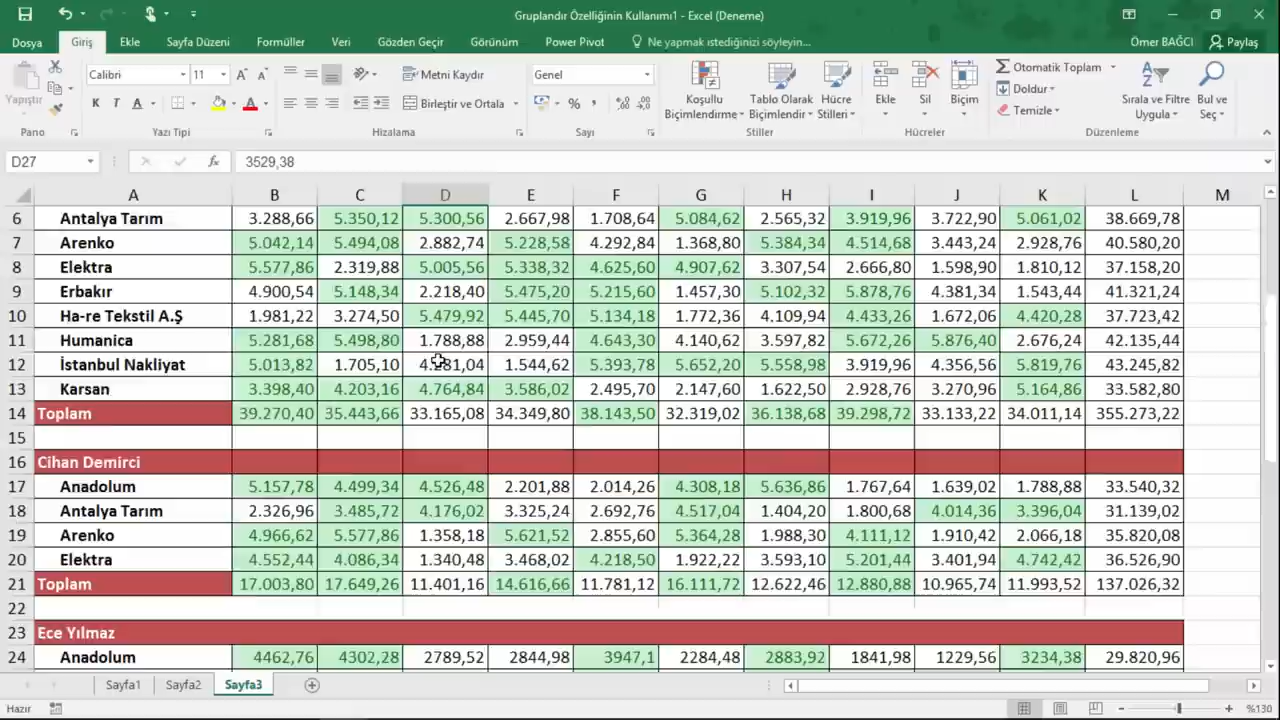 Gruplandır Özelliğinin Kullanımı1 - Excel (Deneme)
Dosya Giriş Ekle Sayfa Düzeni Formüller Veri Gözden Geçir Görünüm Power Pivot Ne yapmak istediğinizi söyleyin... Ömer BAĞCI Paylaş
Yapıştır Calibri 11 Metni Kaydır Genel Koşullu Biçimlendirme Tablo Olarak Biçimlendir Hücre Stilleri Ekle Sil Biçim Otomatik Toplam Sırala ve Filtre Uygula Bul ve Seç
K T A Birleştir ve Ortala Doldur
Temizle
Pano Yazı Tipi Hizalama Sayı Stiller Hücreler Düzenleme
D27 fx 3529,38
A B C D E F G H I J K L M
6 Antalya Tarım 3.288,66 5.350,12 5.300,56 2.667,98 1.708,64 5.084,62 2.565,32 3.919,96 3.722,90 5.061,02 38.669,78
7 Arenko 5.042,14 5.494,08 2.882,74 5.228,58 4.292,84 1.368,80 5.384,34 4.514,68 3.443,24 2.928,76 40.580,20
8 Elektra 5.577,86 2.319,88 5.005,56 5.338,32 4.625,60 4.907,62 3.307,54 2.666,80 1.598,90 1.810,12 37.158,20
9 Erbakır 4.900,54 5.148,34 2.218,40 5.475,20 5.215,60 1.457,30 5.102,32 5.878,76 4.381,34 1.543,44 41.321,24
10 Ha-re Tekstil A.Ş 1.981,22 3.274,50 5.479,92 5.445,70 5.134,18 1.772,36 4.109,94 4.433,26 1.672,06 4.420,28 37.723,42
11 Humanica 5.281,68 5.498,80 1.788,88 2.959,44 4.643,30 4.140,62 3.597,82 5.672,26 5.876,40 2.676,24 42.135,44
12 İstanbul Nakliyat 5.013,82 1.705,10 1.544,62 5.393,78 5.652,20 5.558,98 3.919,96 4.356,56 5.819,76 43.245,82
13 Karsan 3.398,40 4.203,16 4.764,84 3.586,02 2.495,70 2.147,60 1.622,50 2.928,76 3.270,96 5.164,86 33.582,80
14 Toplam 39.270,40 35.443,66 33.165,08 34.349,80 38.143,50 32.319,02 36.138,68 39.298,72 33.133,22 34.011,14 355.273,22
15
16 Cihan Demirci
17 Anadolum 5.157,78 4.499,34 4.526,48 2.201,88 2.014,26 4.308,18 5.636,86 1.767,64 1.639,02 1.788,88 33.540,32
18 Antalya Tarım 2.326,96 3.485,72 4.176,02 3.325,24 2.692,76 4.517,04 1.404,20 1.800,68 4.014,36 3.396,04 31.139,02
19 Arenko 4.966,62 5.577,86 1.358,18 5.621,52 2.855,60 5.364,28 1.988,30 4.111,12 1.910,42 2.066,18 35.820,08
20 Elektra 4.552,44 4.086,34 1.340,48 3.468,02 4.218,50 1.922,22 3.593,10 5.201,44 3.401,94 4.742,42 36.526,90
21 Toplam 17.003,80 17.649,26 11.401,16 14.616,66 11.781,12 16.111,72 12.622,46 12.880,88 10.965,74 11.993,52 137.026,32
22
23 Ece Yılmaz
24 Anadolum 4462,76 4302,28 2789,52 2844,98 3947,1 2284,48 2883,92 1841,98 1229,56 3234,38 29.820,96
Sayfa1 Sayfa2 Sayfa3
Hazır %130